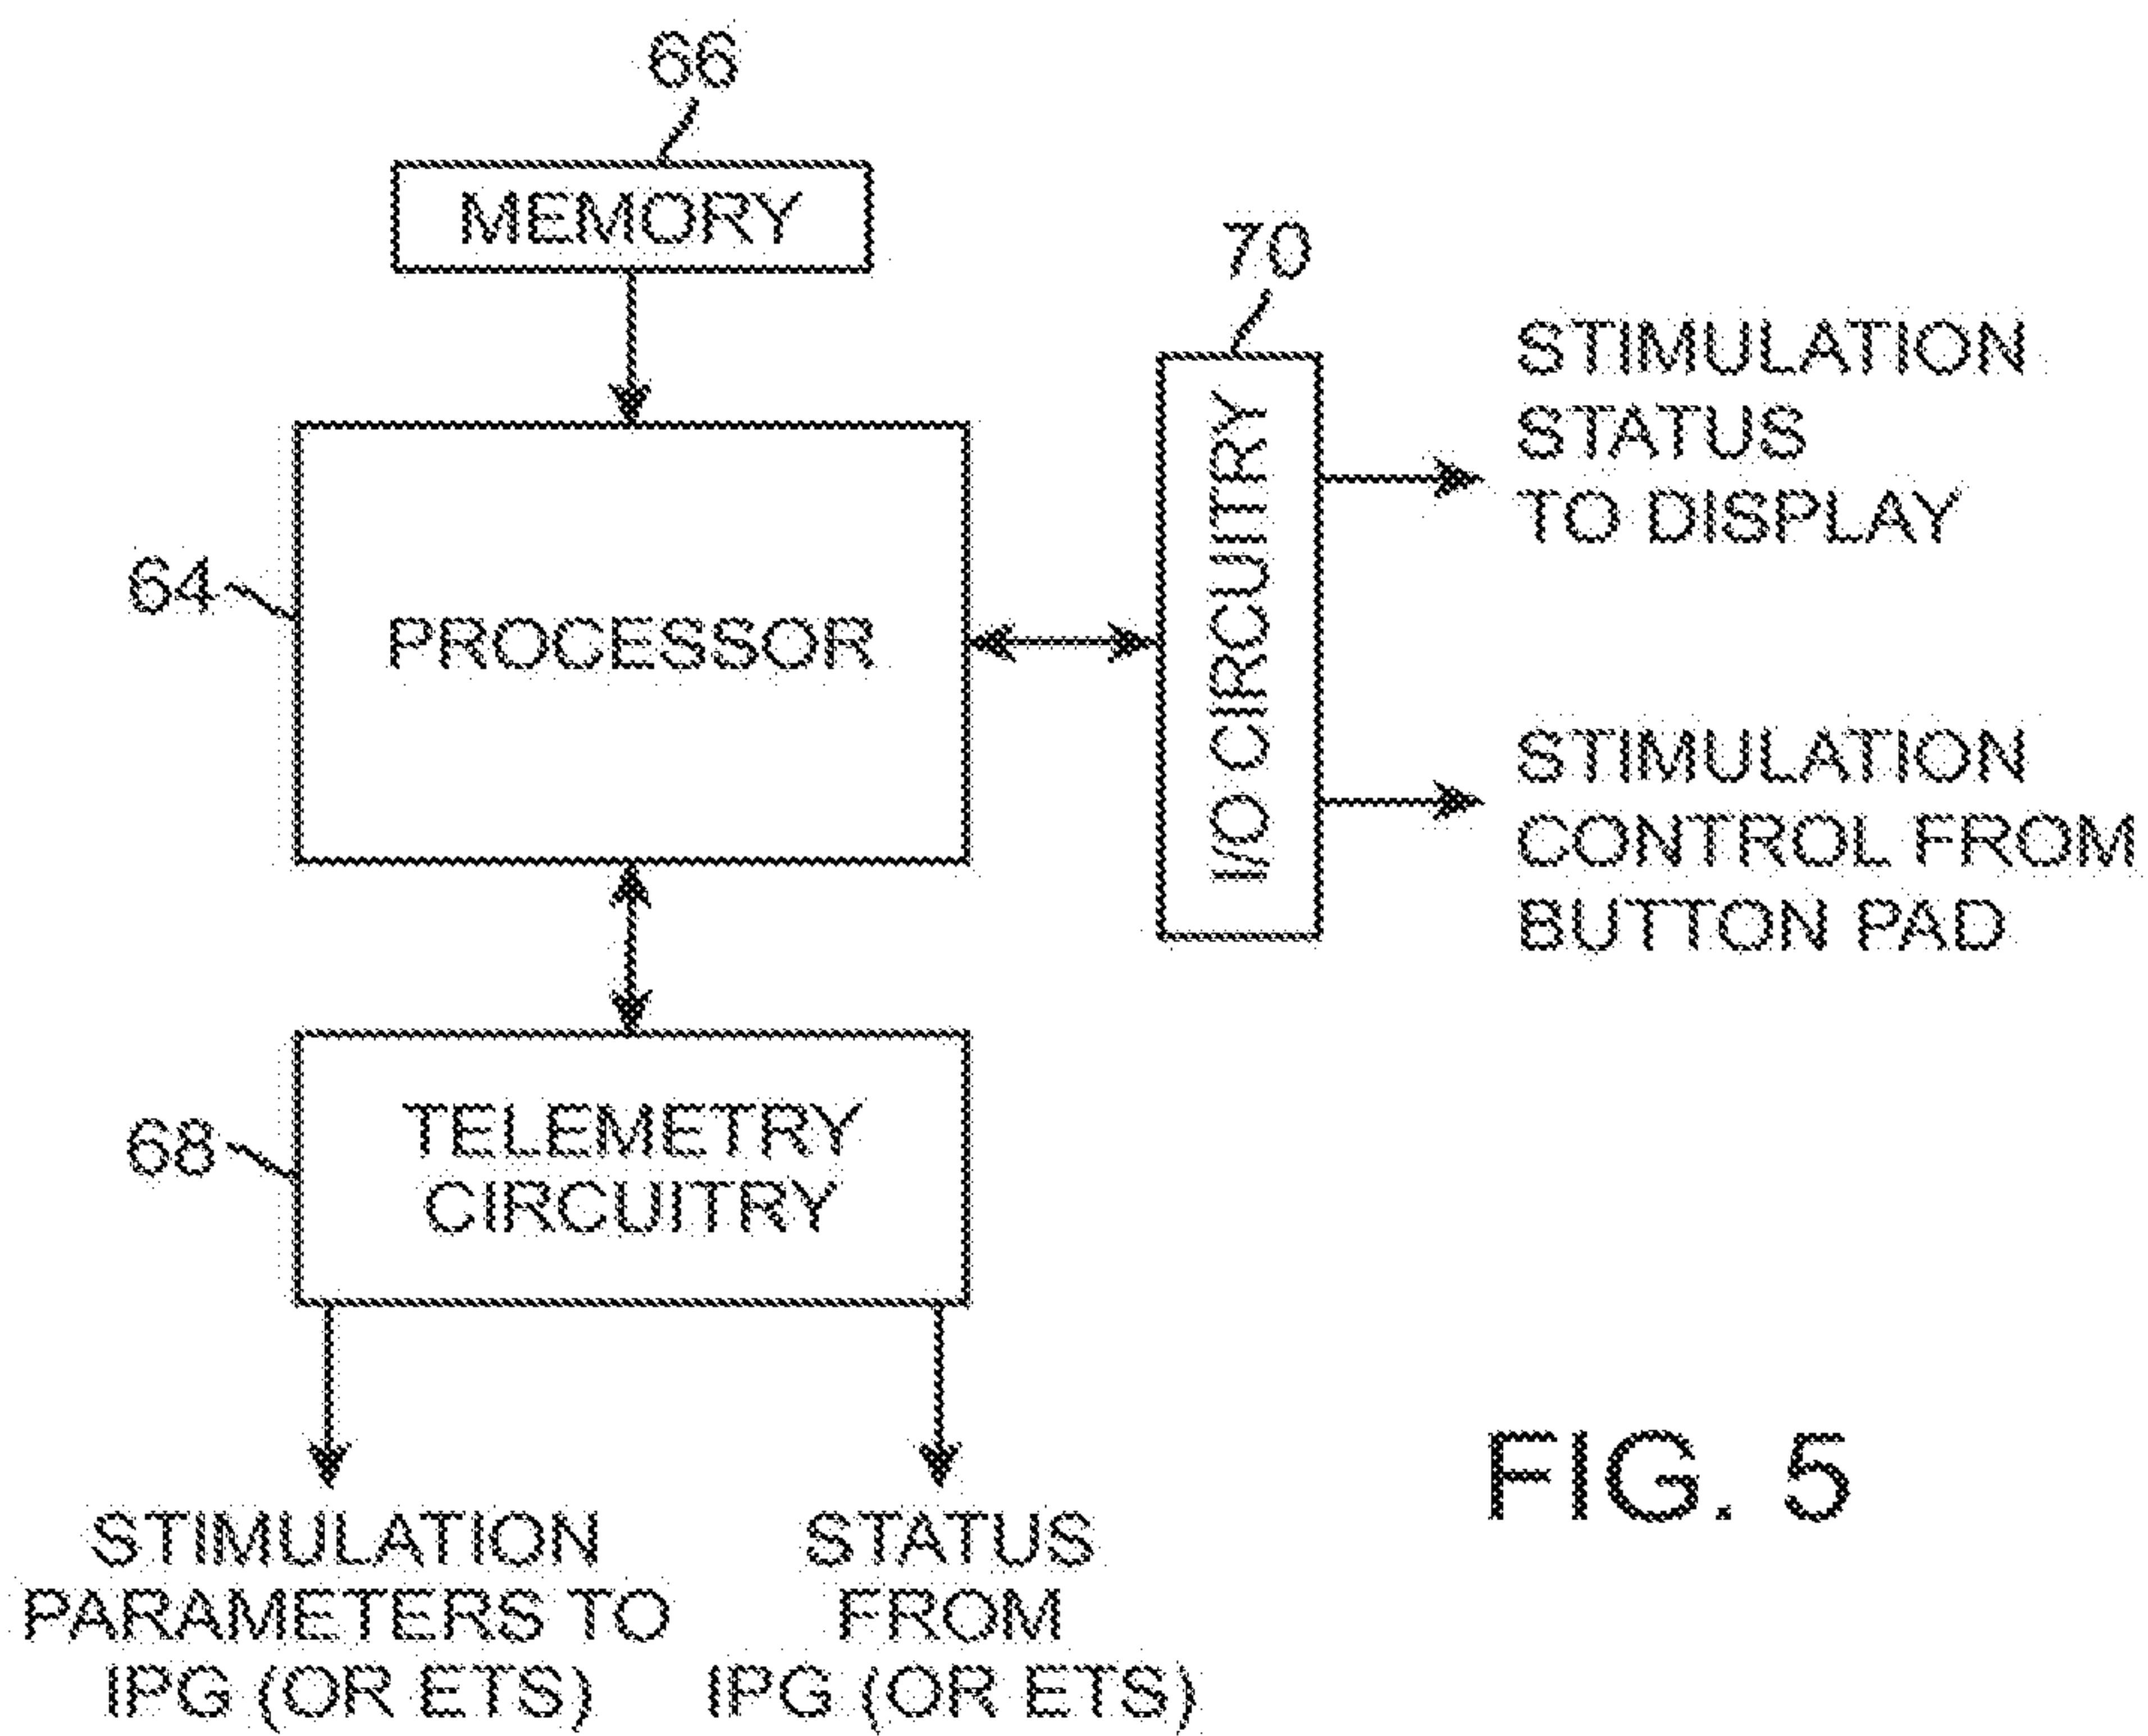 66
MEMORY
70
STIMULATION
STATUS
TO DISPLAY
64
PROCESSOR
I/O CIRCUITRY
STIMULATION
CONTROL FROM
BUTTON PAD
68
TELEMETRY
CIRCUITRY
STIMULATION
PARAMETERS TO
IPG (OR ETS)
STATUS
FROM
IPG (OR ETS)
FIG. 5